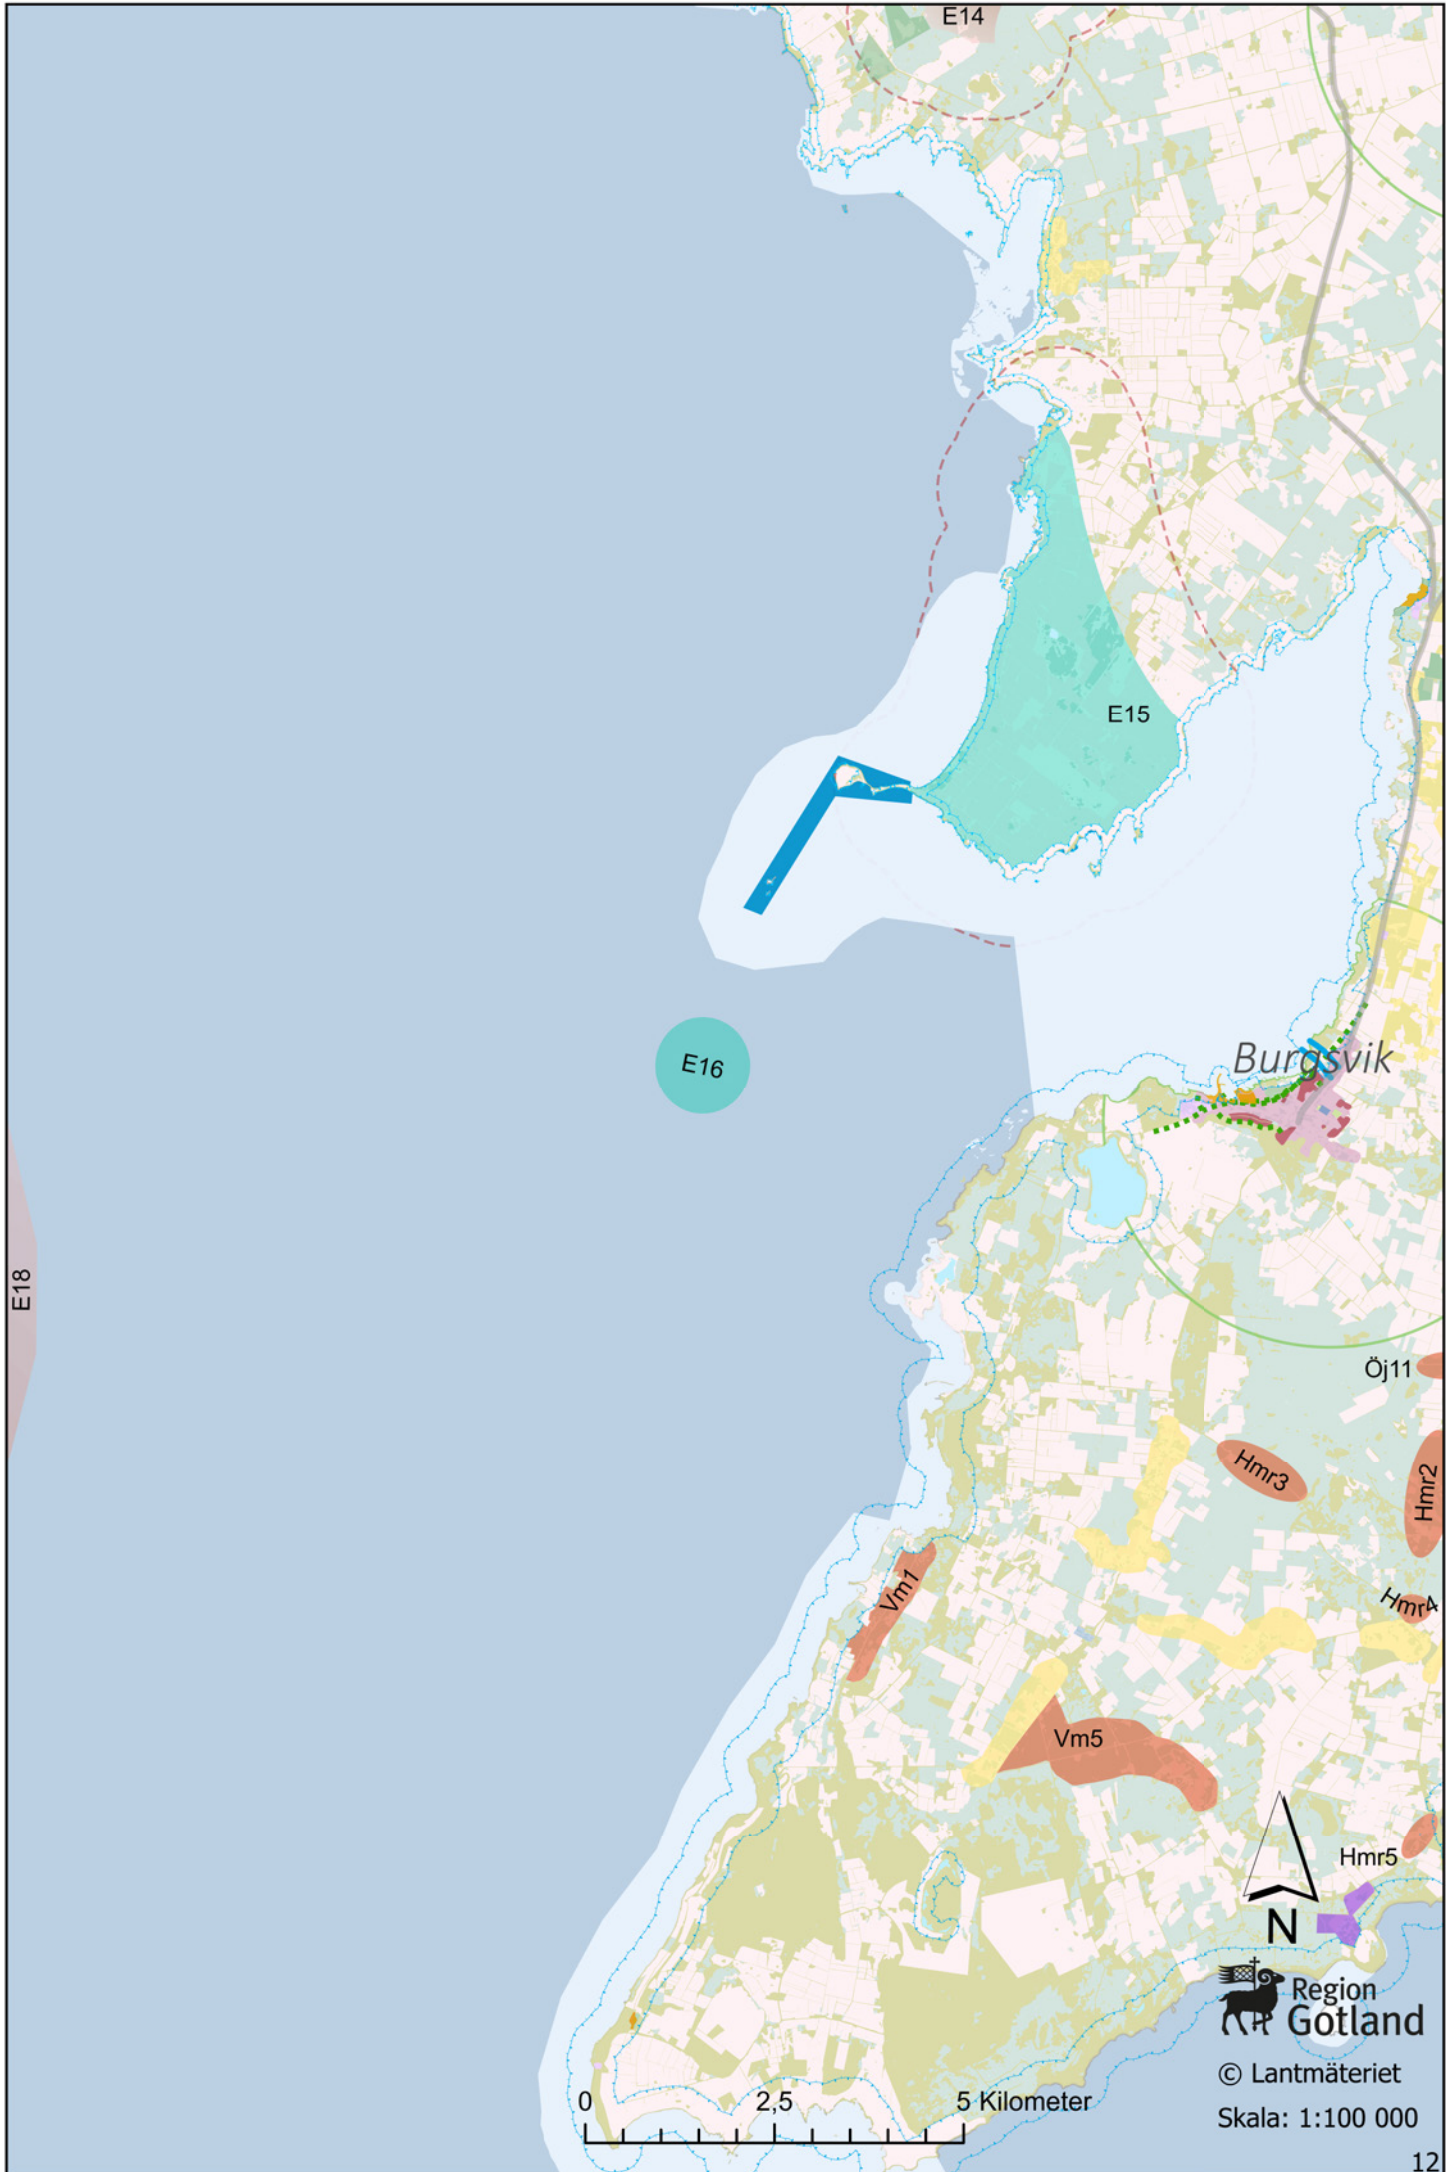 E14
E15
E16
Burgsvik
E18
Öj11
Hmr3
Hmr2
Vm1
Hmr4
Vm5
Hmr5
N
Region
Gotland
© Lantmäteriet
0 2,5 5 Kilometer
Skala: 1:100 000
12